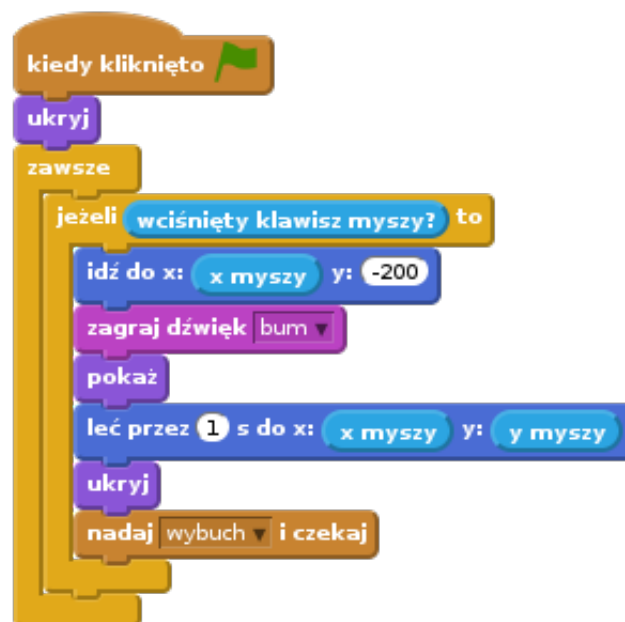 kiedy kliknięto
ukryj
zawsze
jeżeli wciśnięty klawisz myszy? to
idź do x: x myszy y: -200
zagraj dźwięk bum
pokaż
leć przez 1 s do x: x myszy y: y myszy
ukryj
nadaj wybuch i czekaj